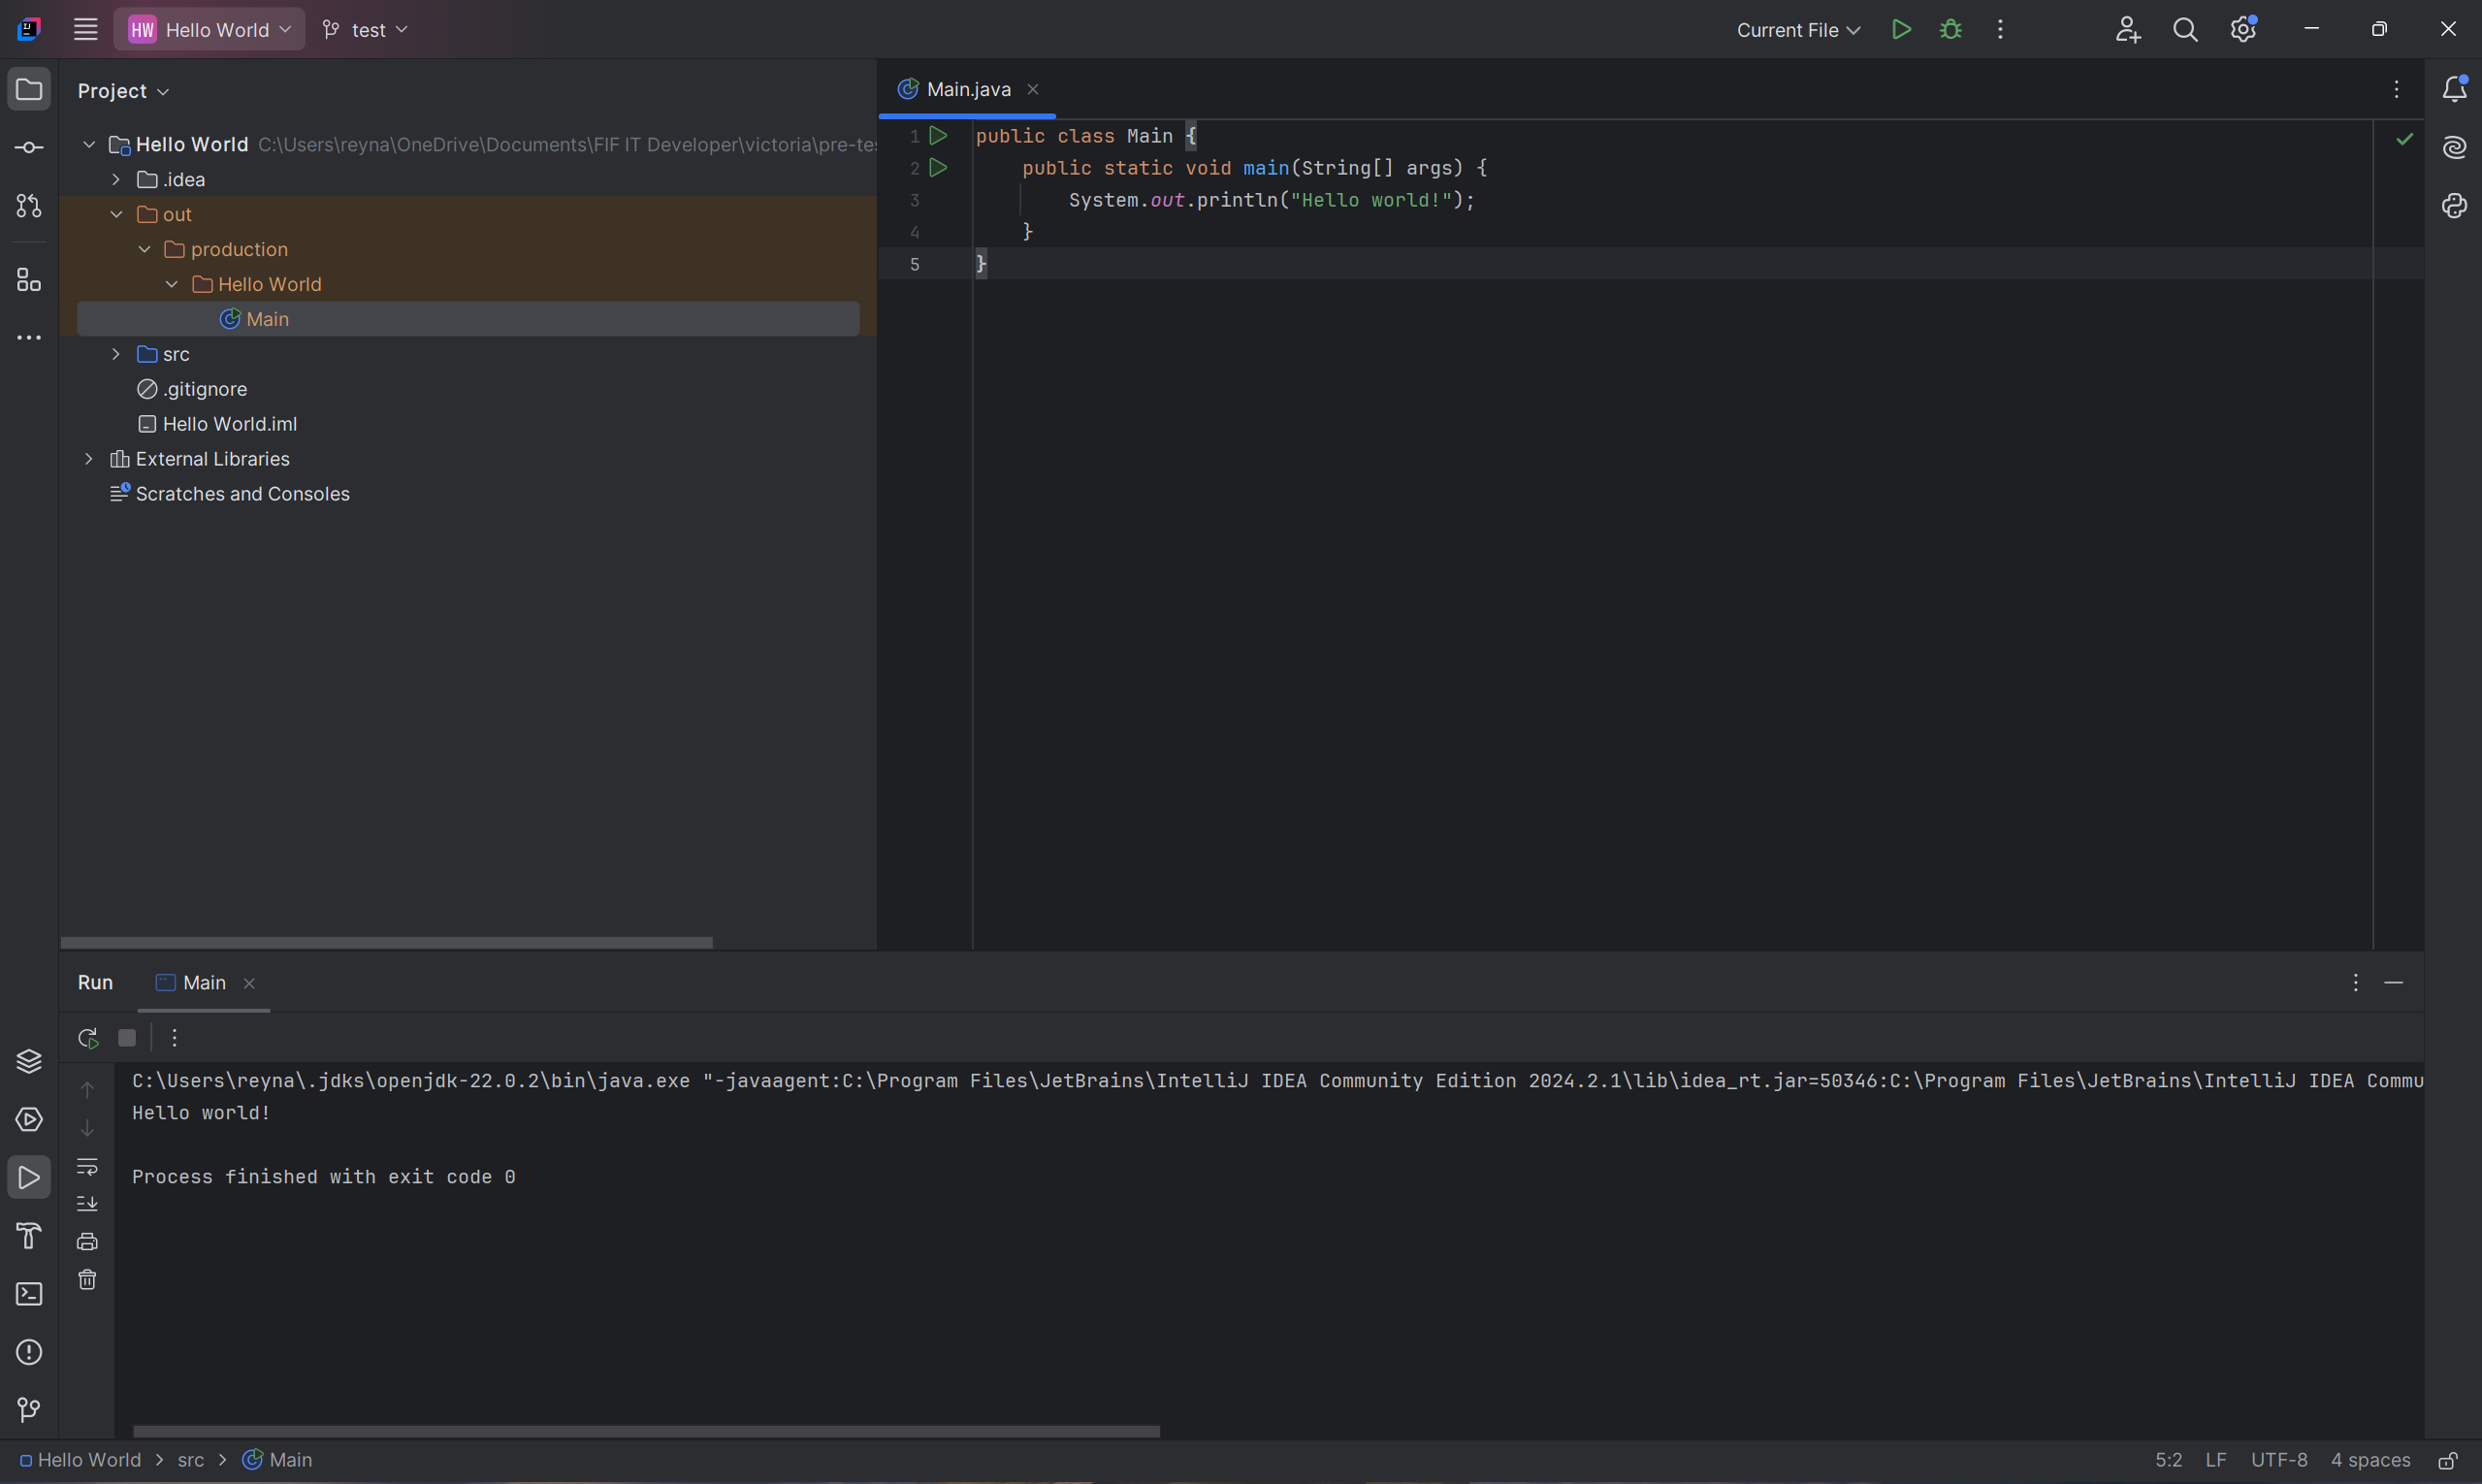 HW Hello World test Current File
Project
Hello World C:\Users\reyna\OneDrive\Documents\FIF IT Developer\victoria\pre-te
.idea
out
production
Hello World
Main
src
.gitignore
Hello World.iml
External Libraries
Scratches and Consoles
Main.java
1 public class Main {
2 public static void main(String[] args) {
3 System.out.println("Hello world!");
4 }
5 }
Run Main
C:\Users\reyna\.jdks\openjdk-22.0.2\bin\java.exe "-javaagent:C:\Program Files\JetBrains\IntelliJ IDEA Community Edition 2024.2.1\lib\idea_rt.jar=50346:C:\Program Files\JetBrains\IntelliJ IDEA Commu
Hello world!
Process finished with exit code 0
Hello World > src > Main 5:2 LF UTF-8 4 spaces